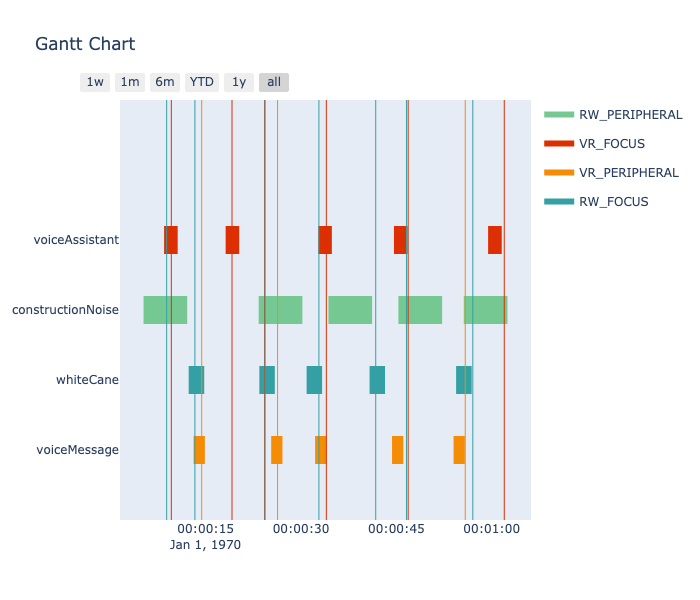 Gantt Chart
1w 1m 6m YTD 1y all
RW_PERIPHERAL
VR_FOCUS
VR_PERIPHERAL
RW_FOCUS
voiceAssistant
constructionNoise
whiteCane
voiceMessage
00:00:15 00:00:30 00:00:45 00:01:00
Jan 1, 1970